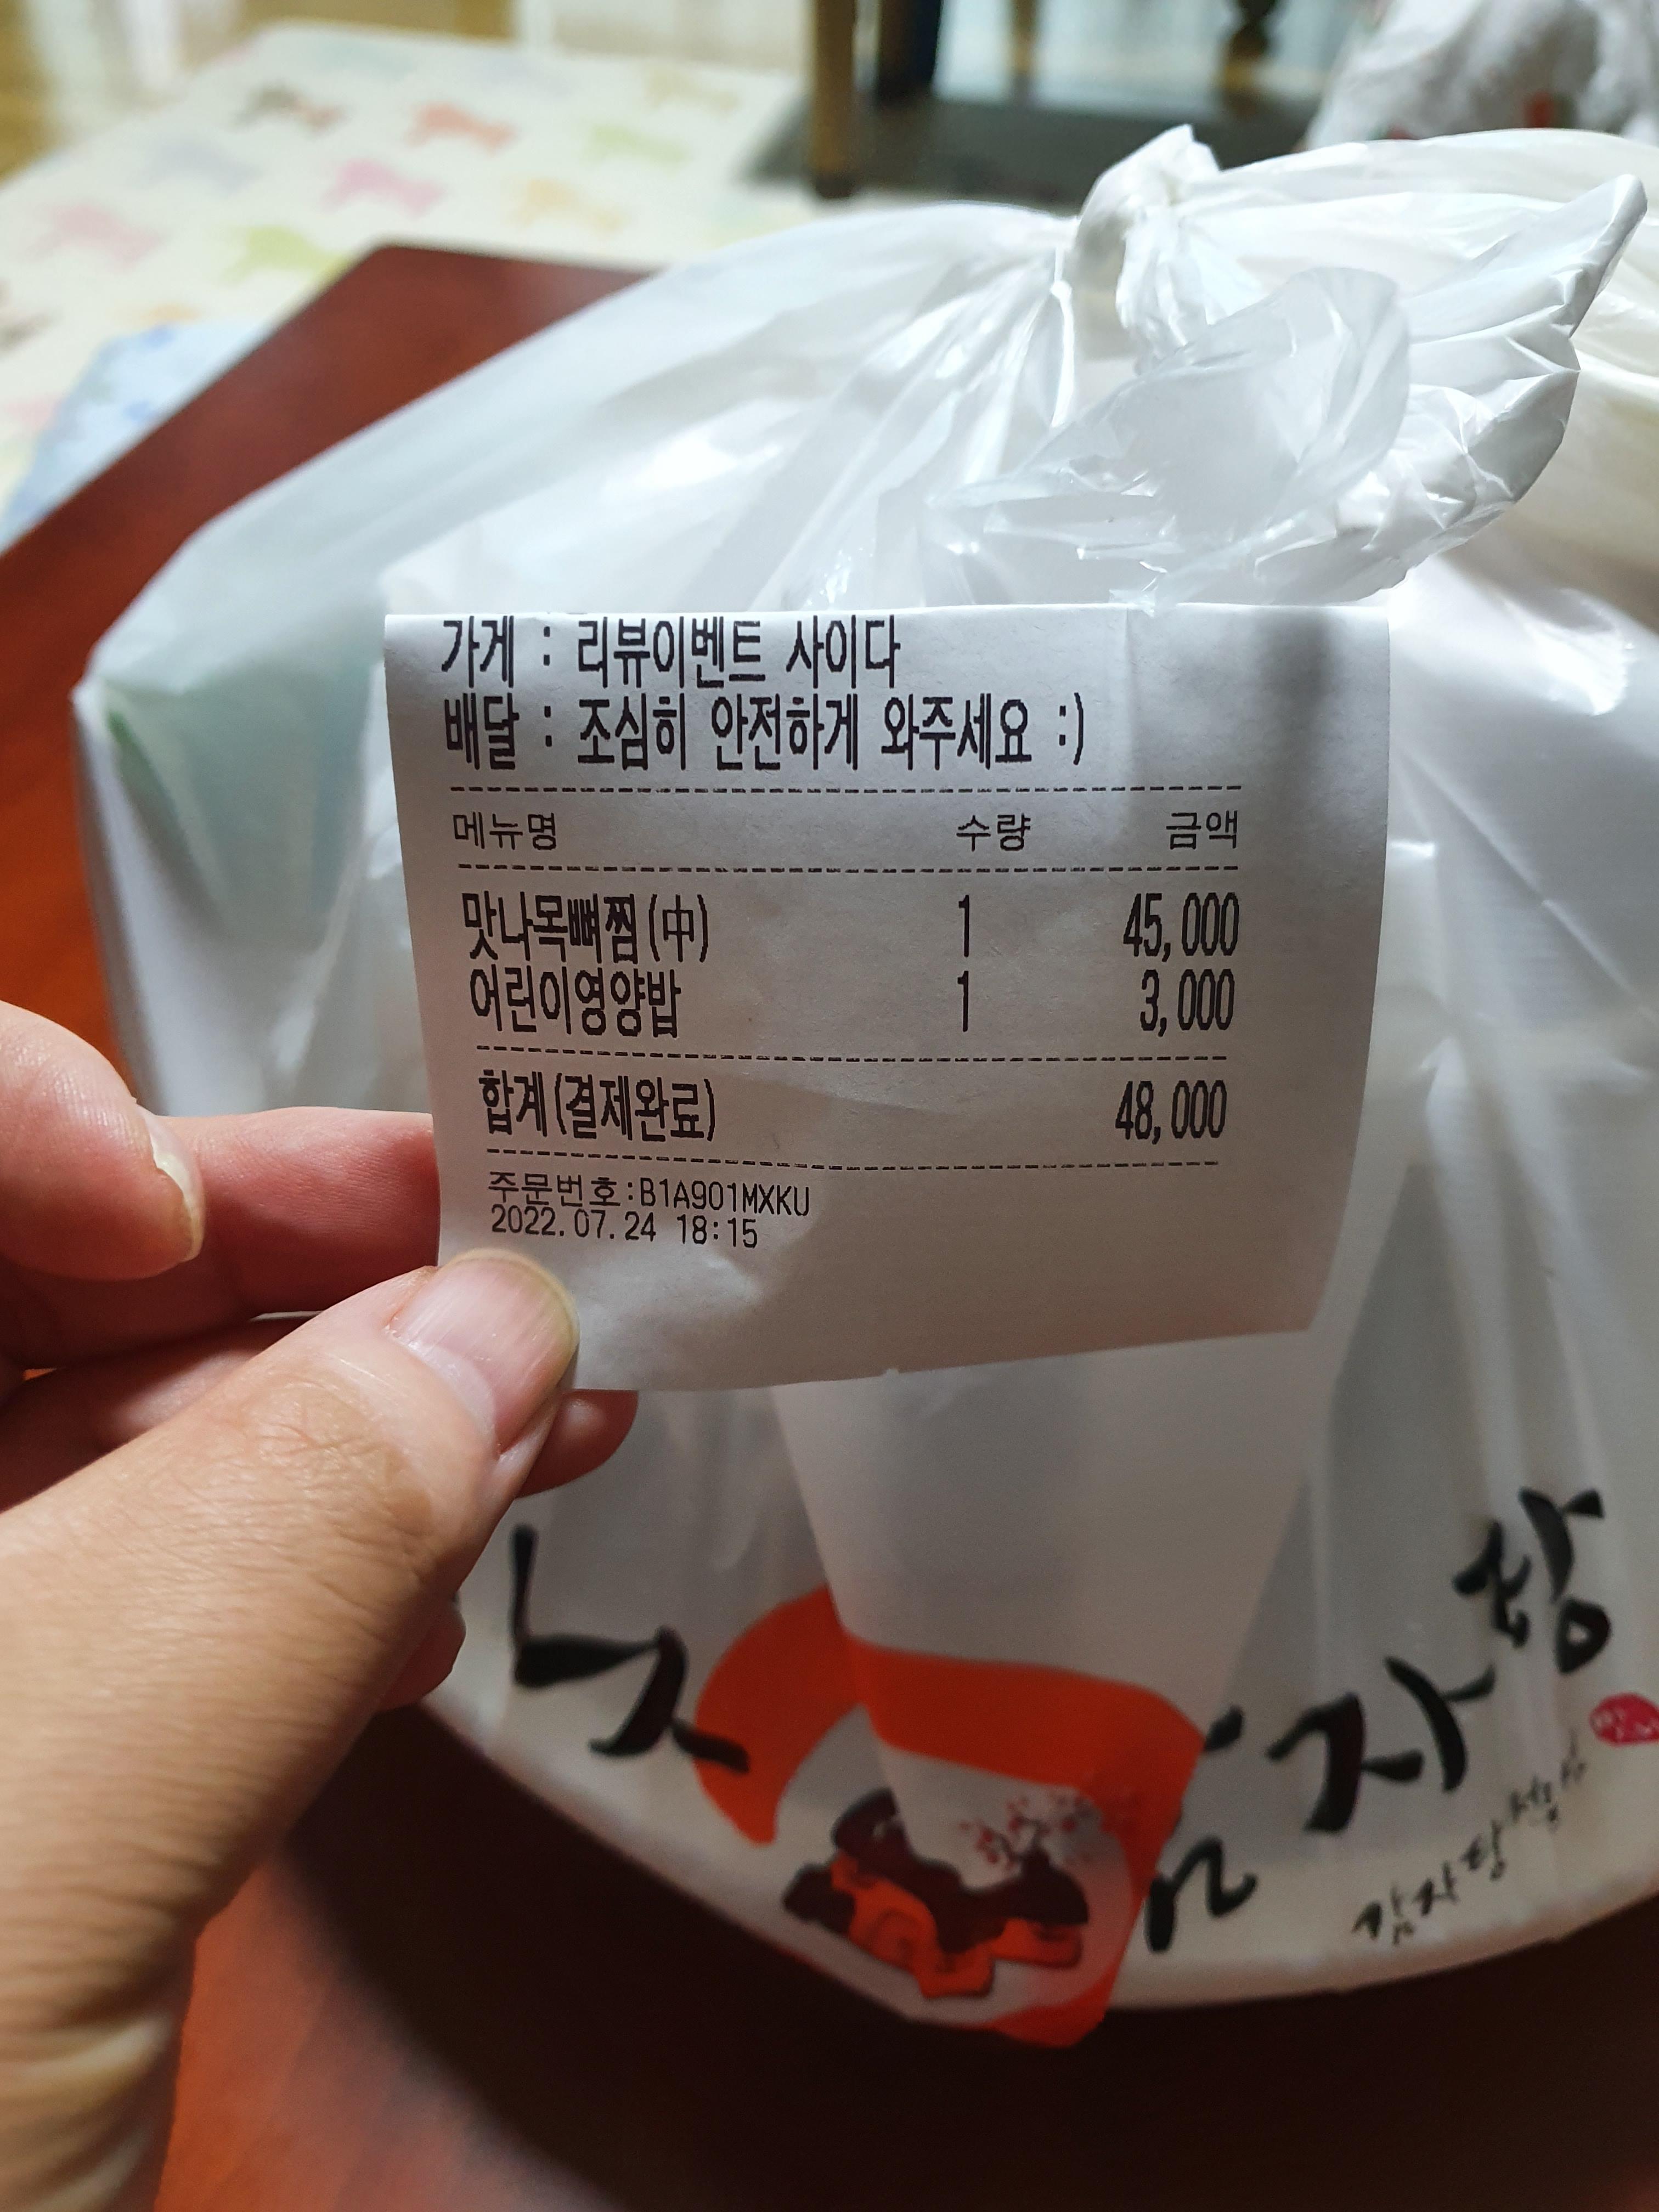 가게 : 리뷰이벤트 사이다
배달 : 조심히 안전하게 와주세요 :)
메뉴명 수량 금액
맛나목뼈찜(中) 1 45,000
어린이영양밥 1 3,000
합계(결제완료) 48,000
주문번호:B1A901MXKU
2022.07.24 18:15
감자탕